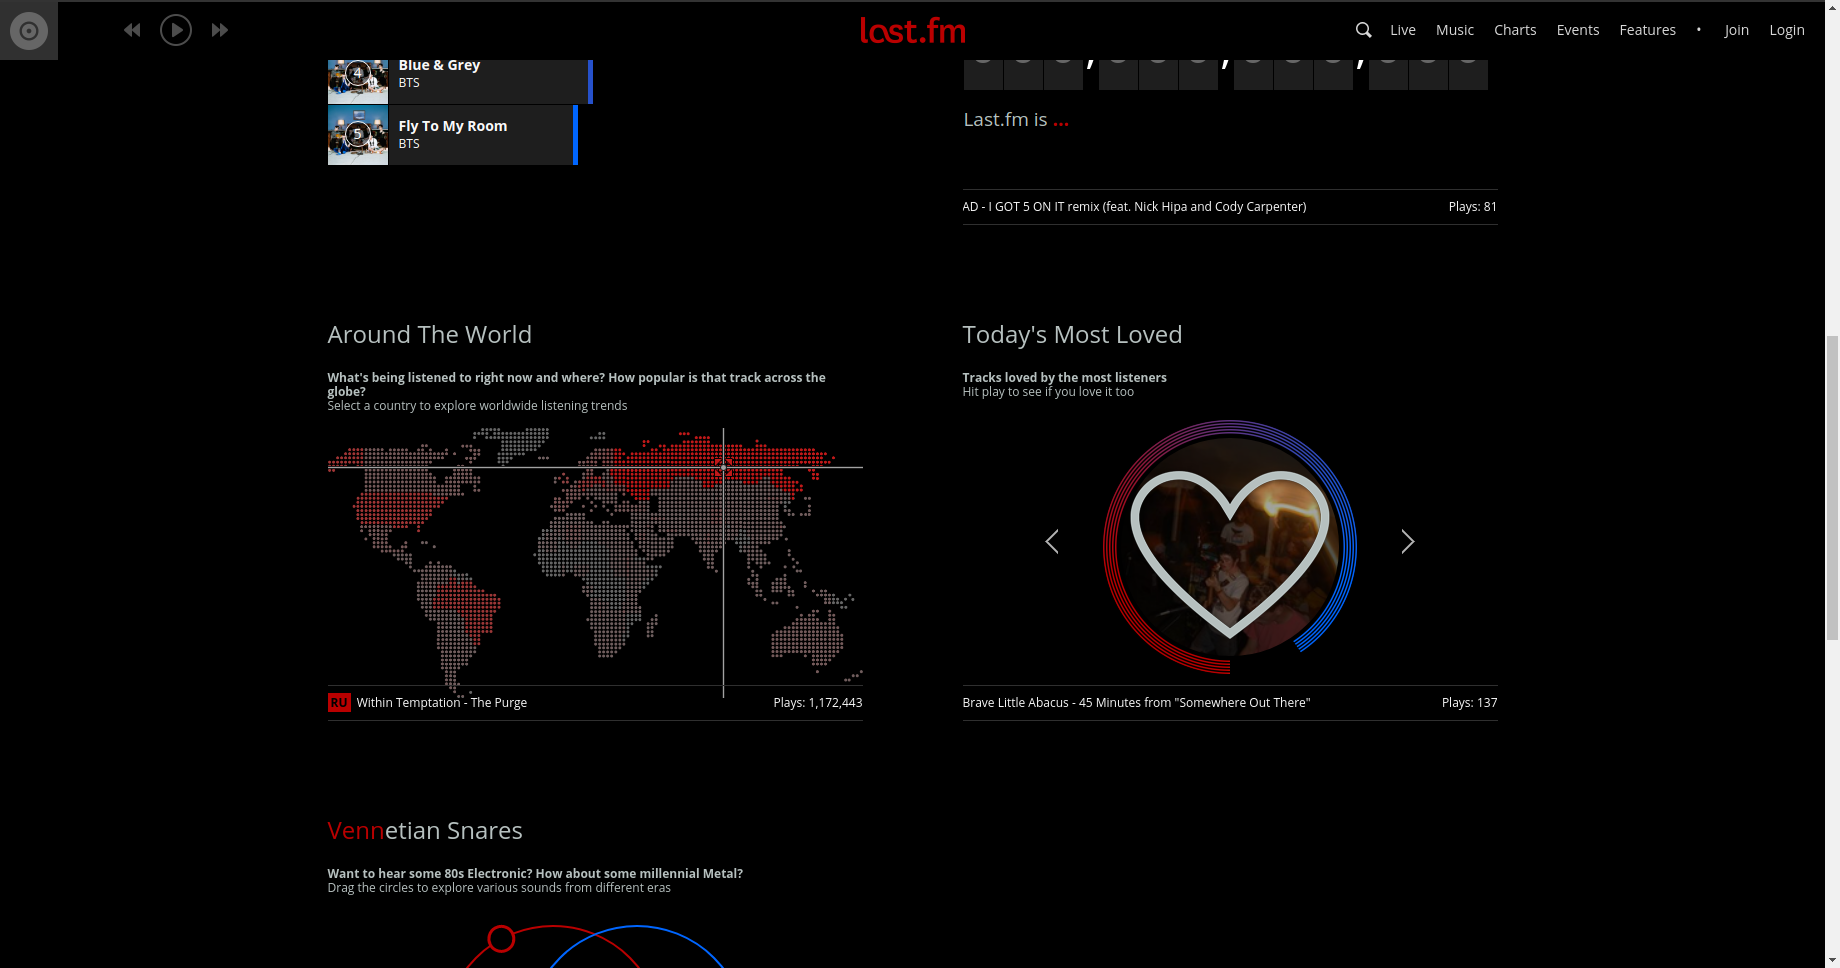 last.fm
Live Music Charts Events Features • Join Login
4 Blue & Grey
BTS
5 Fly To My Room
BTS
Last.fm is ...
AD - I GOT 5 ON IT remix (feat. Nick Hipa and Cody Carpenter) Plays: 81
Around The World
What's being listened to right now and where? How popular is that track across the
globe?
Select a country to explore worldwide listening trends
RU Within Temptation - The Purge Plays: 1,172,443
Today's Most Loved
Tracks loved by the most listeners
Hit play to see if you love it too
Brave Little Abacus - 45 Minutes from "Somewhere Out There" Plays: 137
Vennetian Snares
Want to hear some 80s Electronic? How about some millennial Metal?
Drag the circles to explore various sounds from different eras